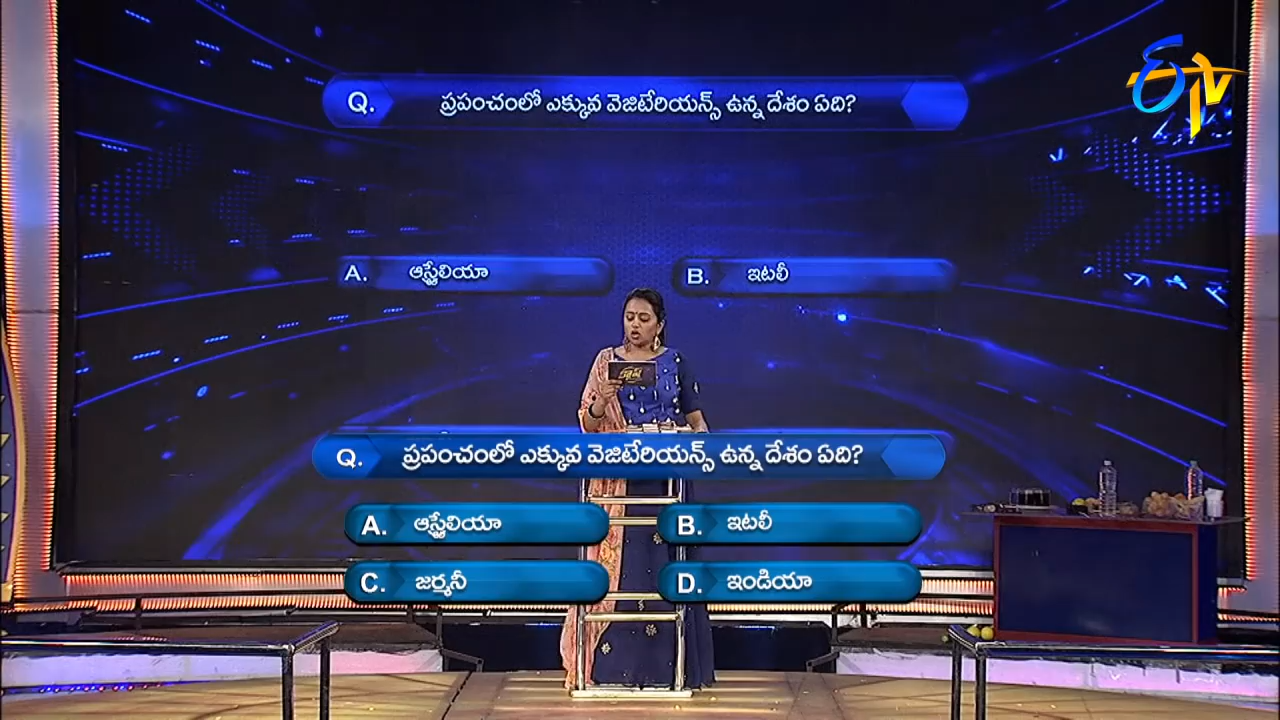 ETV
Q. ప్రపంచంలో ఎక్కువ వెజిటేరియన్స్ ఉన్న దేశం ఏది?
A. ఆస్ట్రేలియా
B. ఇటలీ
Q. ప్రపంచంలో ఎక్కువ వెజిటేరియన్స్ ఉన్న దేశం ఏది?
A. ఆస్ట్రేలియా
B. ఇటలీ
C. జర్మనీ
D. ఇండియా